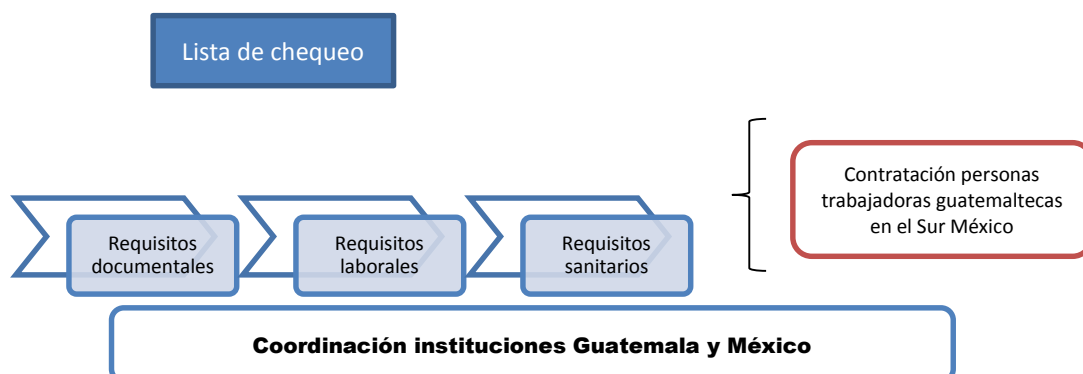 Lista de chequeo
Contratación personas
trabajadoras guatemaltecas
en el Sur México
Requisitos
documentales
Requisitos
laborales
Requisitos
sanitarios
Coordinación instituciones Guatemala y México